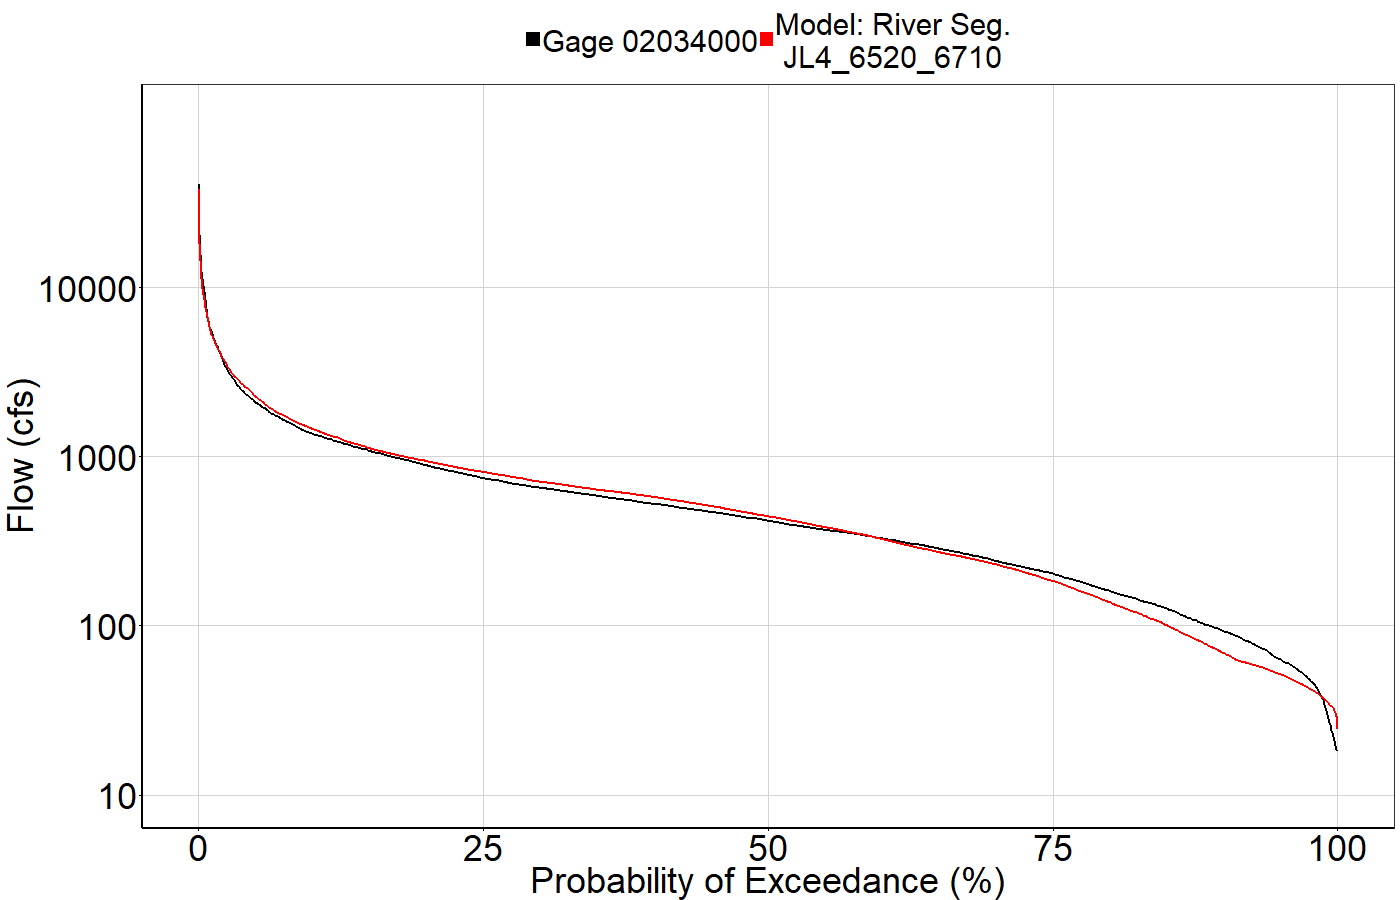 Gage 02034000
Model: River Seg.
JL4_6520_6710
Flow (cfs)
10000
1000
100
10
0 25 50 75 100
Probability of Exceedance (%)